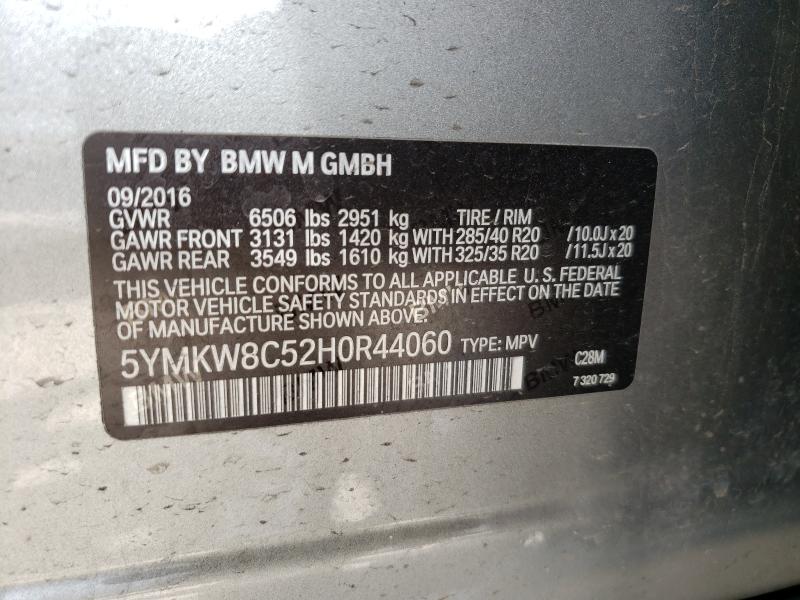 MFD BY BMW M GMBH
09/2016
GVWR 6506 lbs 2951 kg TIRE / RIM
GAWR FRONT 3131 lbs 1420 kg WITH 285/40 R20 /10.0J x 20
GAWR REAR 3549 lbs 1610 kg WITH 325/35 R20 /11.5J x 20
THIS VEHICLE CONFORMS TO ALL APPLICABLE U.S. FEDERAL
MOTOR VEHICLE SAFETY STANDARDS IN EFFECT ON THE DATE
OF MANUFACTURE SHOWN ABOVE.
5YMKW8C52H0R44060 TYPE: MPV C28M
7 320 729